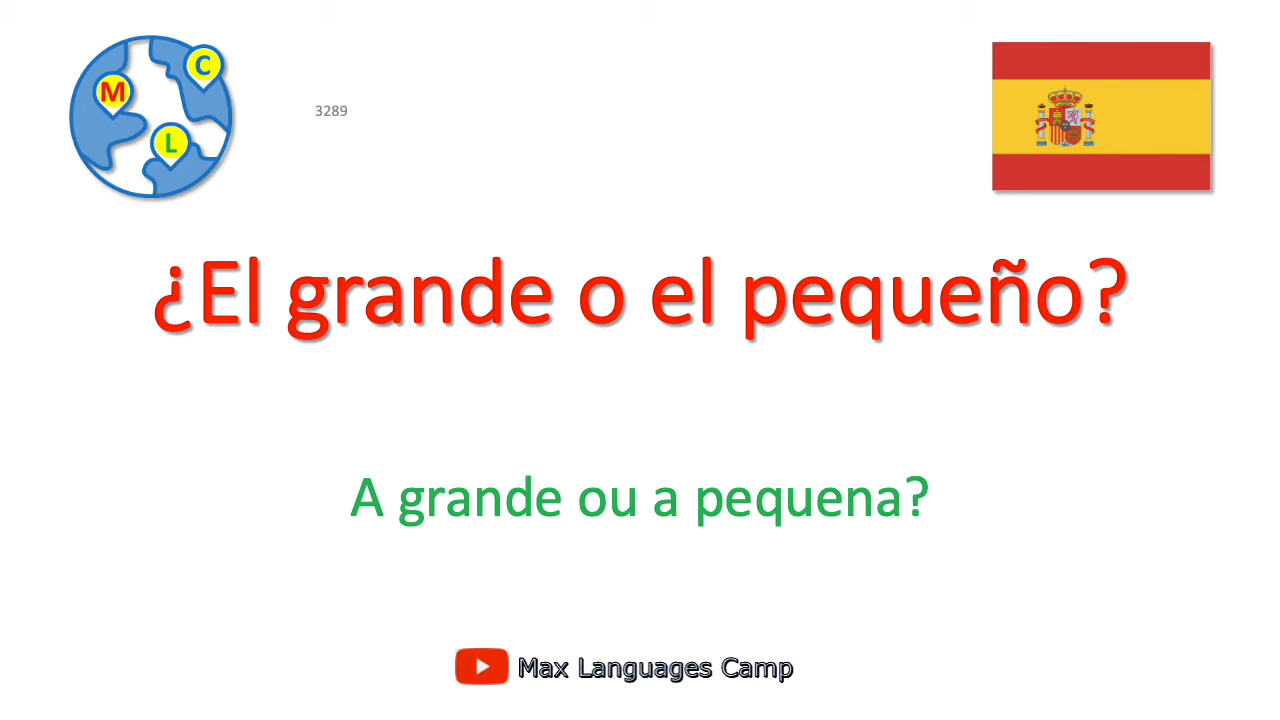 M
C
L
3289
¿El grande o el pequeño?
A grande ou a pequena?
Max Languages Camp